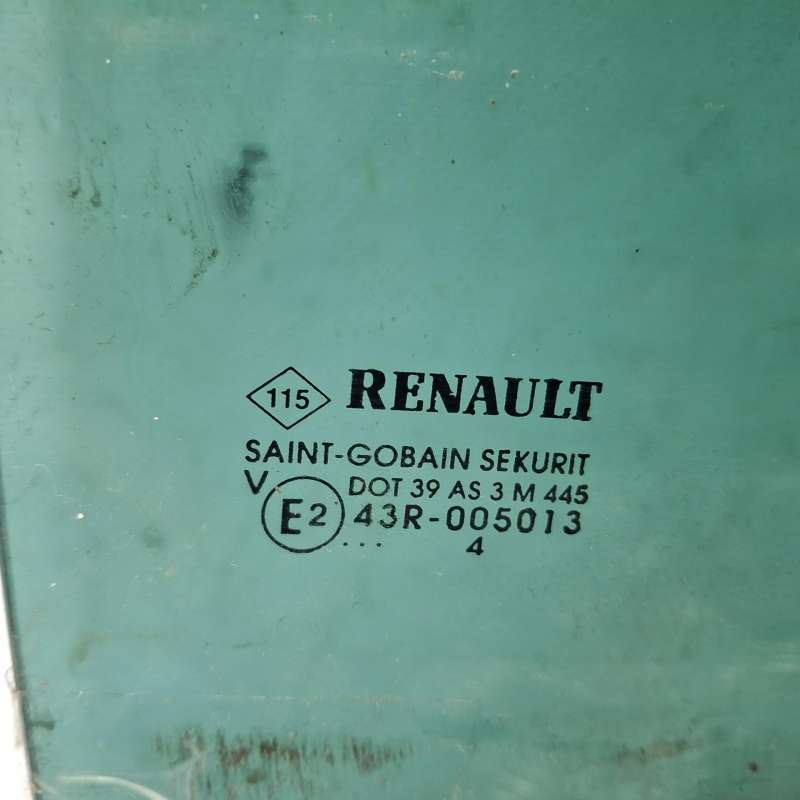 115 RENAULT
SAINT-GOBAIN SEKURIT
V DOT 39 AS 3 M 445
E2 43R-005013
... 4